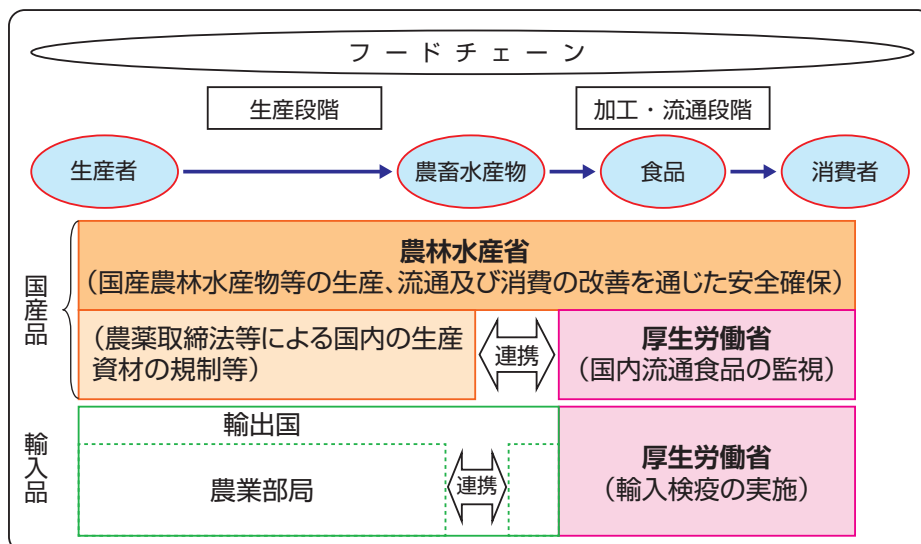 フードチェーン
生産段階
加工・流通段階
生産者
農畜水産物
食品
消費者
国産品
農林水産省
（国産農林水産物等の生産、流通及び消費の改善を通じた安全確保）
（農薬取締法等による国内の生産
資材の規制等）
連携
厚生労働省
（国内流通食品の監視）
輸入品
輸出国
農業部局
連携
厚生労働省
（輸入検疫の実施）